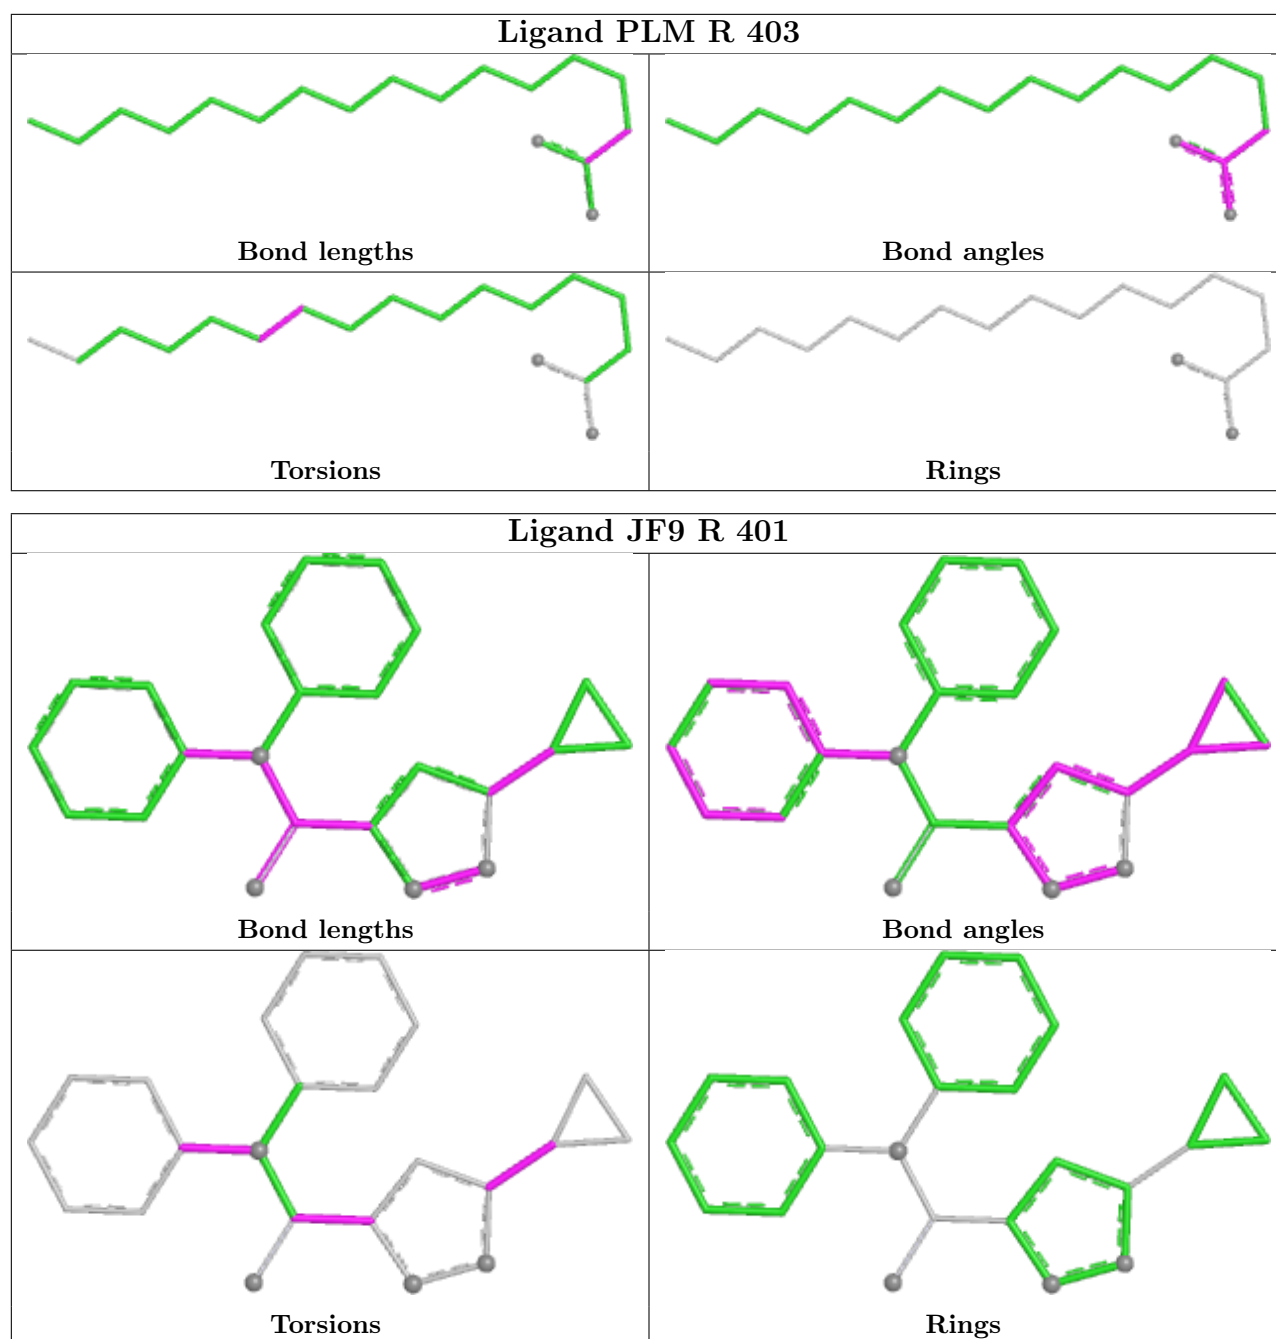 Ligand PLM R 403
Bond lengths
Bond angles
Torsions
Rings
Ligand JF9 R 401
Bond lengths
Bond angles
Torsions
Rings